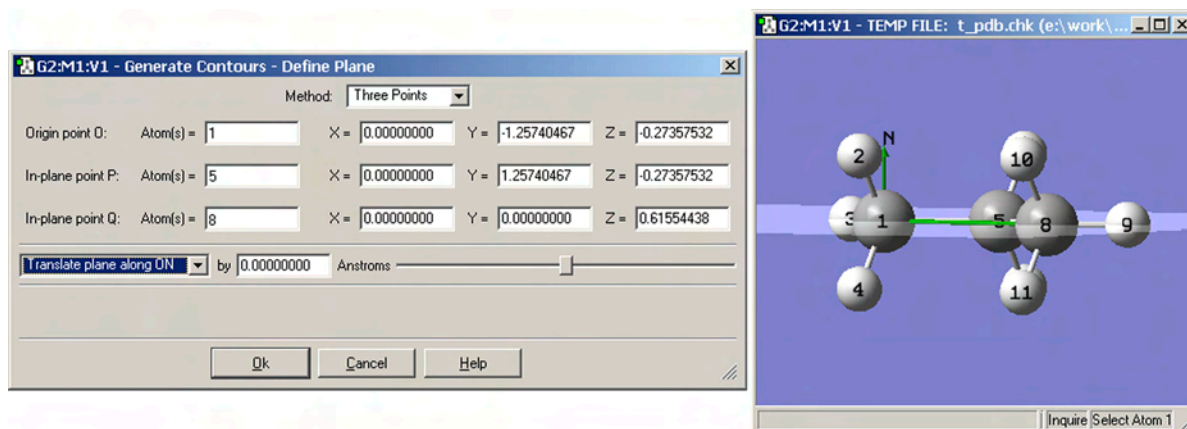 G2:M1:V1 - Generate Contours - Define Plane
Method: Three Points
Origin point O: Atom(s) = 1 X = 0.00000000 Y = -1.25740467 Z = -0.27357532
In-plane point P: Atom(s) = 5 X = 0.00000000 Y = 1.25740467 Z = -0.27357532
In-plane point Q: Atom(s) = 8 X = 0.00000000 Y = 0.00000000 Z = 0.61554438
Translate plane along ON by 0.00000000 Anstroms
Ok Cancel Help
G2:M1:V1 - TEMP FILE: t_pdb.chk (e:\work\...
N
2 10
3 1 5 8 9
4 11
Inquire Select Atom 1